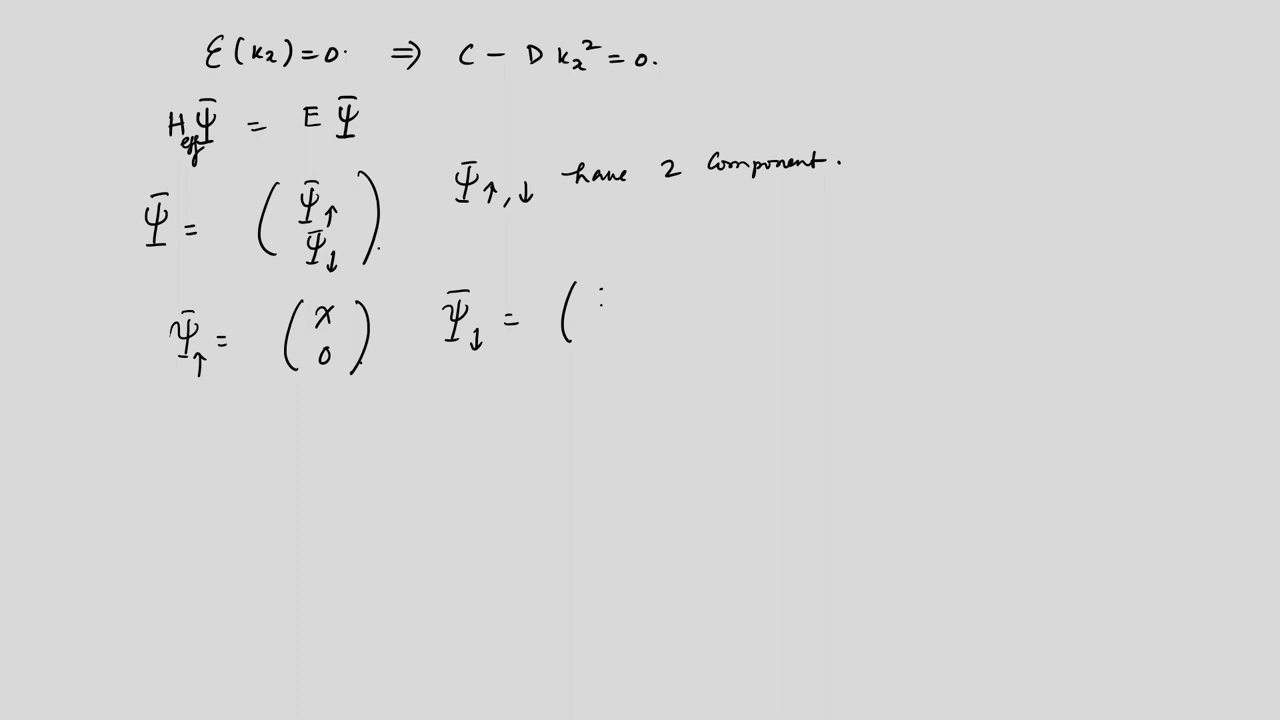 Ɛ(k₂) = 0. ⇒ C - D k₂² = 0.
H_eff Ψ̄ = E Ψ̄
Ψ̄ = ( Ψ̄↑ Ψ̄↓ ). Ψ̄↑,↓ have 2 component.
Ψ̄↑ = ( χ 0 ) Ψ̄↓ = ( :